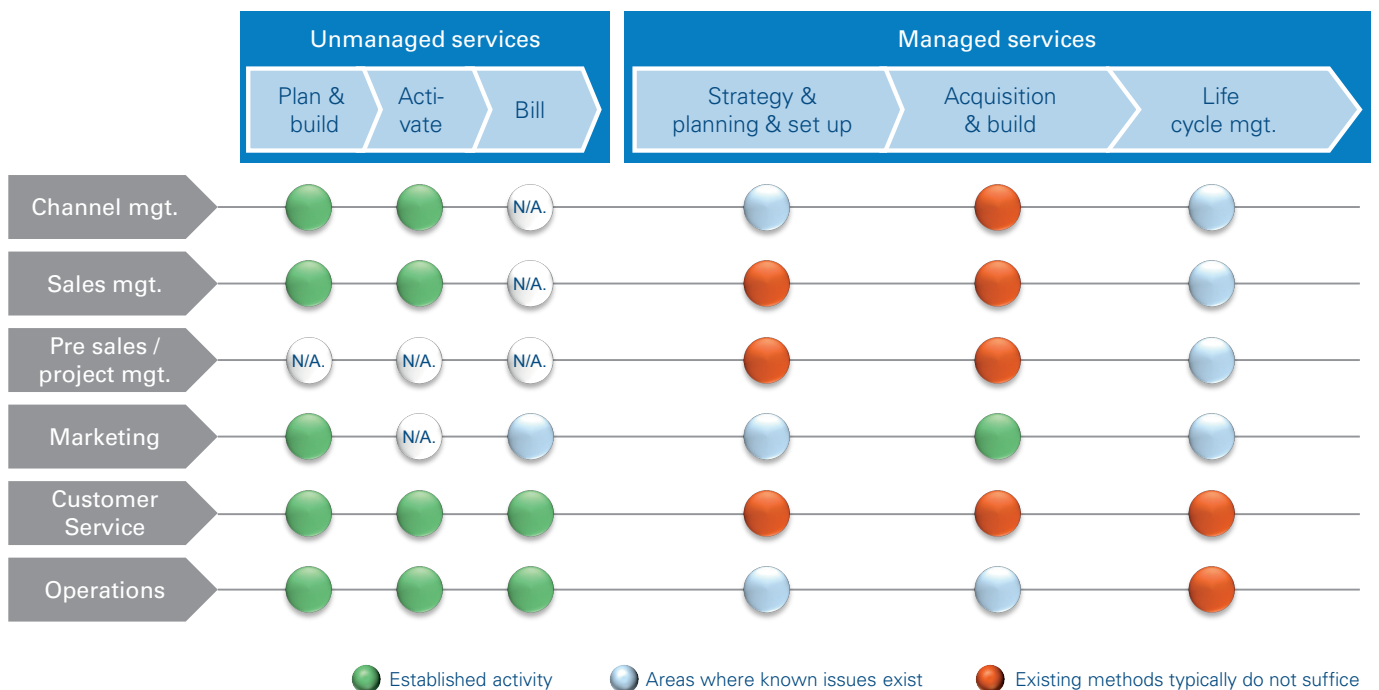 Unmanaged services
Managed services
Plan &
build
Acti-
vate
Bill
Strategy &
planning & set up
Acquisition
& build
Life
cycle mgt.
Channel mgt.
N/A.
Sales mgt.
N/A.
Pre sales /
project mgt.
N/A.
N/A.
N/A.
Marketing
N/A.
Customer
Service
Operations
Established activity
Areas where known issues exist
Existing methods typically do not suffice